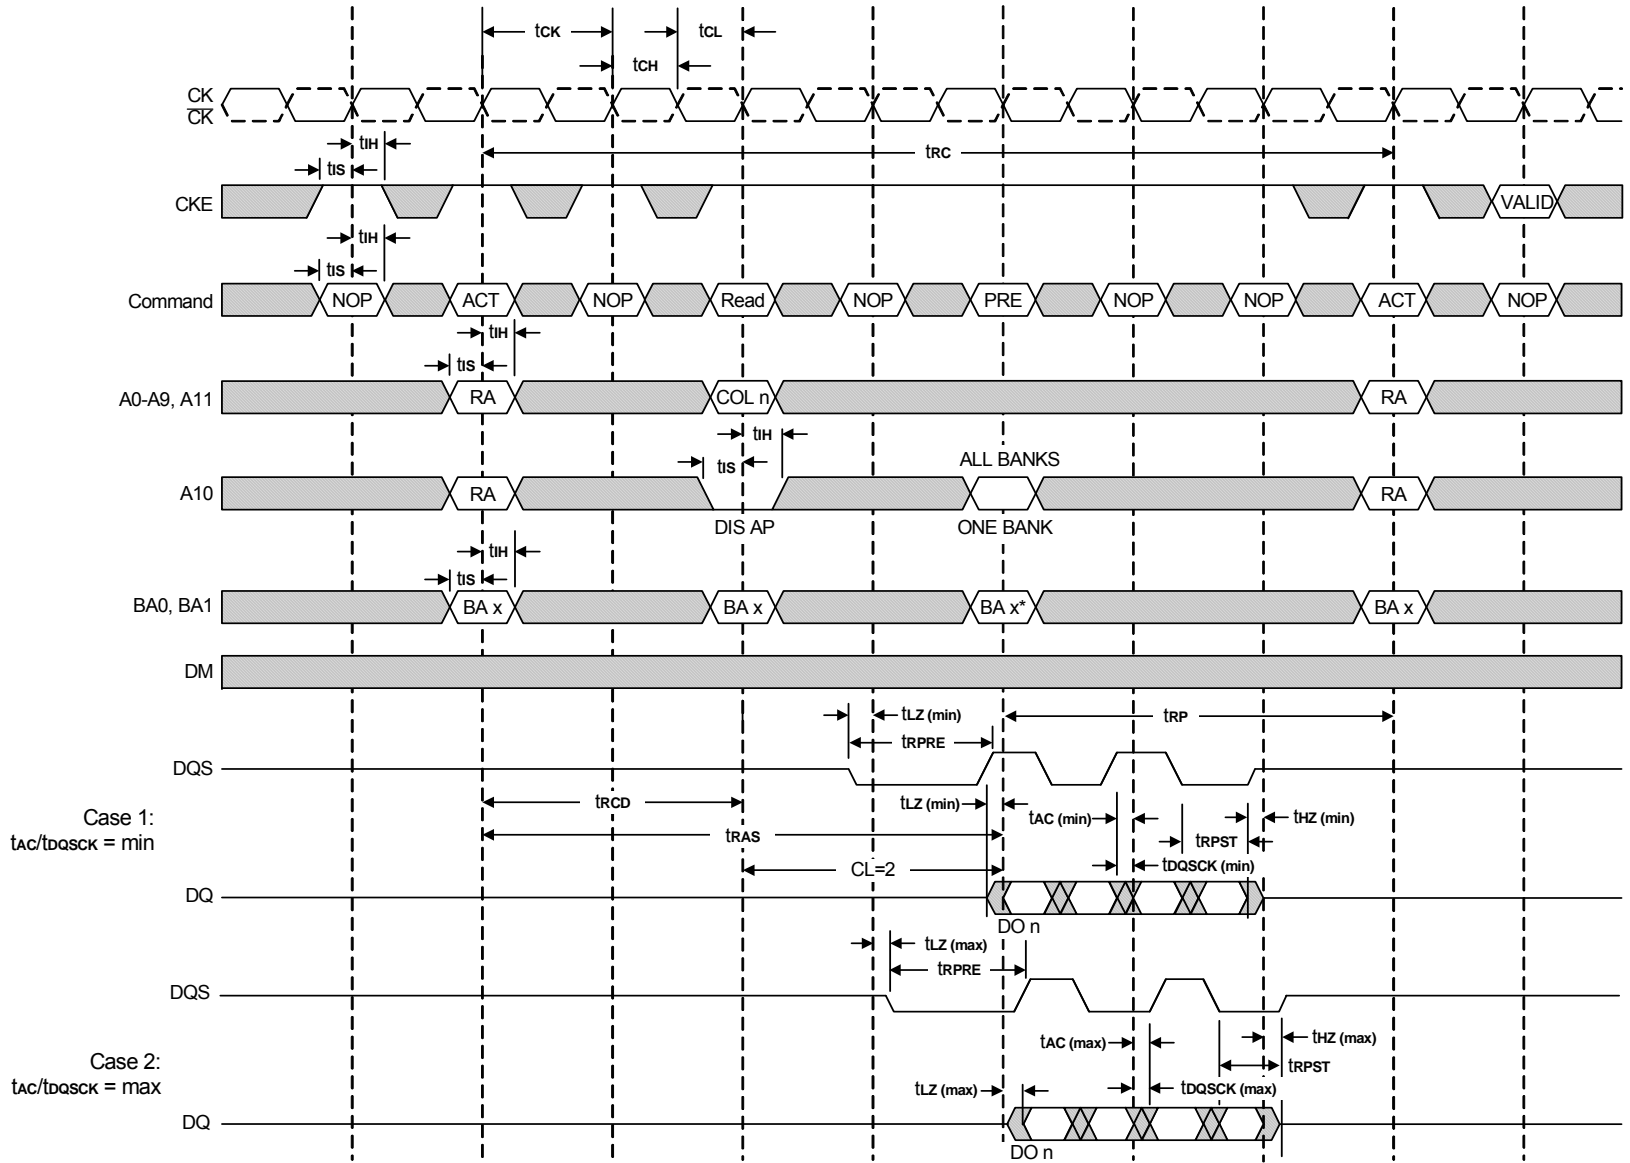 tCK
tCL
tCH
CK
CK
tIH
tRC
tIS
CKE
VALID
tIH
tIS
Command
NOP
ACT
NOP
Read
NOP
PRE
NOP
NOP
ACT
NOP
tIH
tIS
A0-A9, A11
RA
COL n
RA
tIH
tIS
ALL BANKS
A10
RA
RA
DIS AP
ONE BANK
tIH
tIS
BA0, BA1
BA x
BA x
BA x*
BA x
DM
tLZ (min)
tRP
tRPRE
DQS
tRCD
tLZ (min)
tAC (min)
tHZ (min)
Case 1:
tAC/tDQSCK = min
tRAS
tRPST
CL=2
tDQSCK (min)
DQ
DO n
tLZ (max)
tRPRE
DQS
tAC (max)
tHZ (max)
Case 2:
tAC/tDQSCK = max
tRPST
tLZ (max)
tDQSCK (max)
DQ
DO n